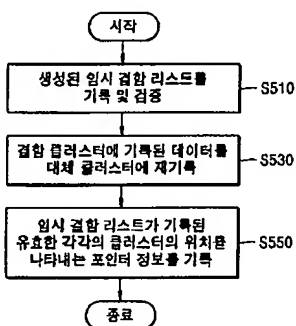 시작
생성된 임시 결함 리스트를
기록 및 검증
S510
결함 클러스터에 기록된 데이터를
대체 클러스터에 재기록
S530
임시 결함 리스트가 기록된
유효한 각각의 클러스터의 위치를
나타내는 포인터 정보를 기록
S550
종료